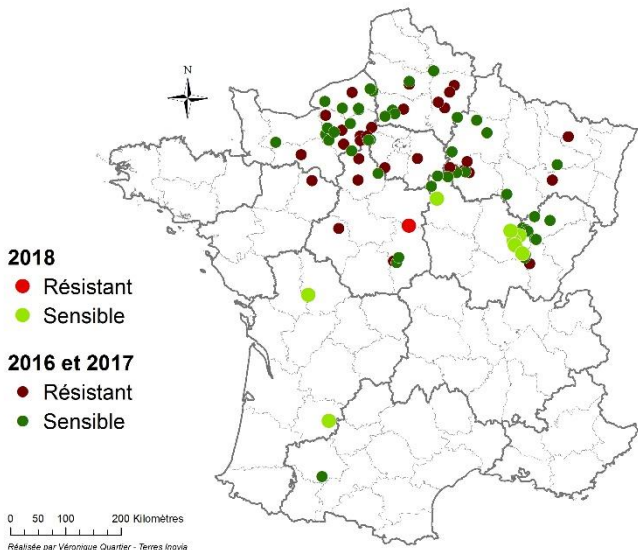 N
2018
Résistant
Sensible
2016 et 2017
Résistant
Sensible
0 50 100 200 Kilomètres
Réalisée par Véronique Quartier - Terres Inovia